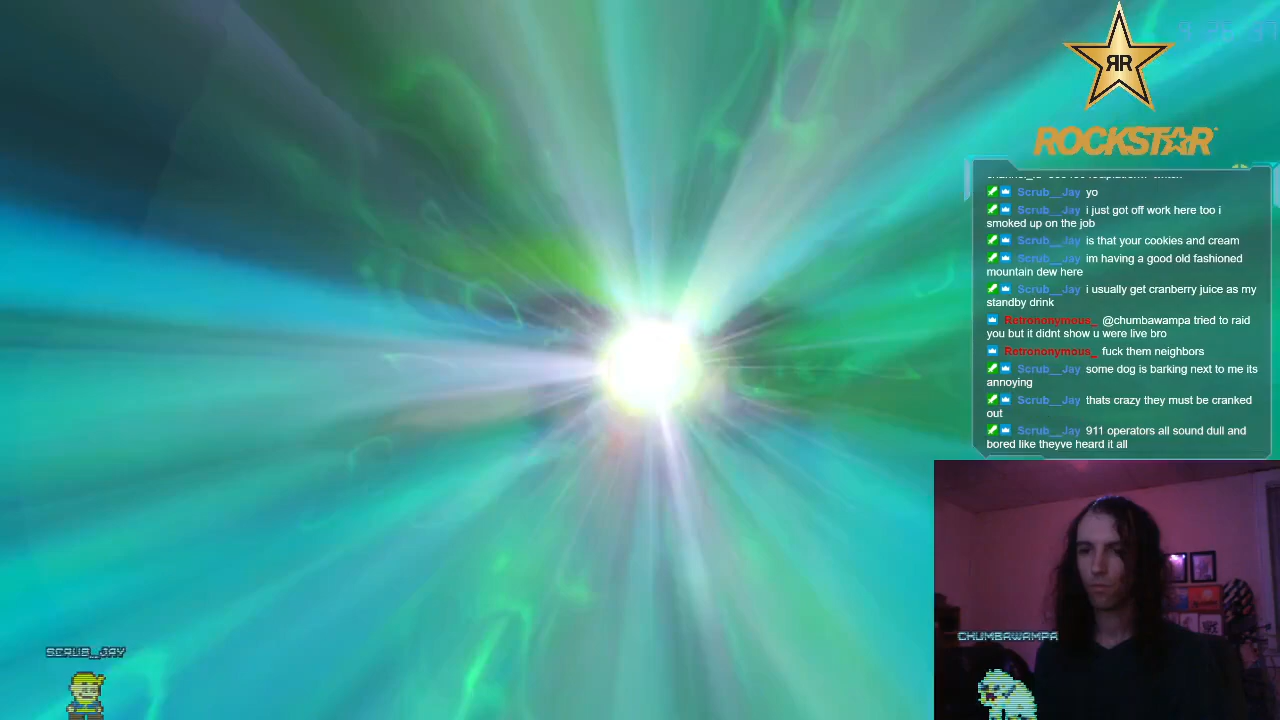 ROCKSTAR
Scrub__Jay yo
Scrub__Jay i just got off work here too i
smoked up on the job
Scrub__Jay is that your cookies and cream
Scrub__Jay im having a good old fashioned
mountain dew here
Scrub__Jay i usually get cranberry juice as my
standby drink
Retrononymous_ @chumbawampa tried to raid
you but it didnt show u were live bro
Retrononymous_ fuck them neighbors
Scrub__Jay some dog is barking next to me its
annoying
Scrub__Jay thats crazy they must be cranked
out
Scrub__Jay 911 operators all sound dull and
bored like theyve heard it all
CHUMBAWAMPA
SCRUB__JAY